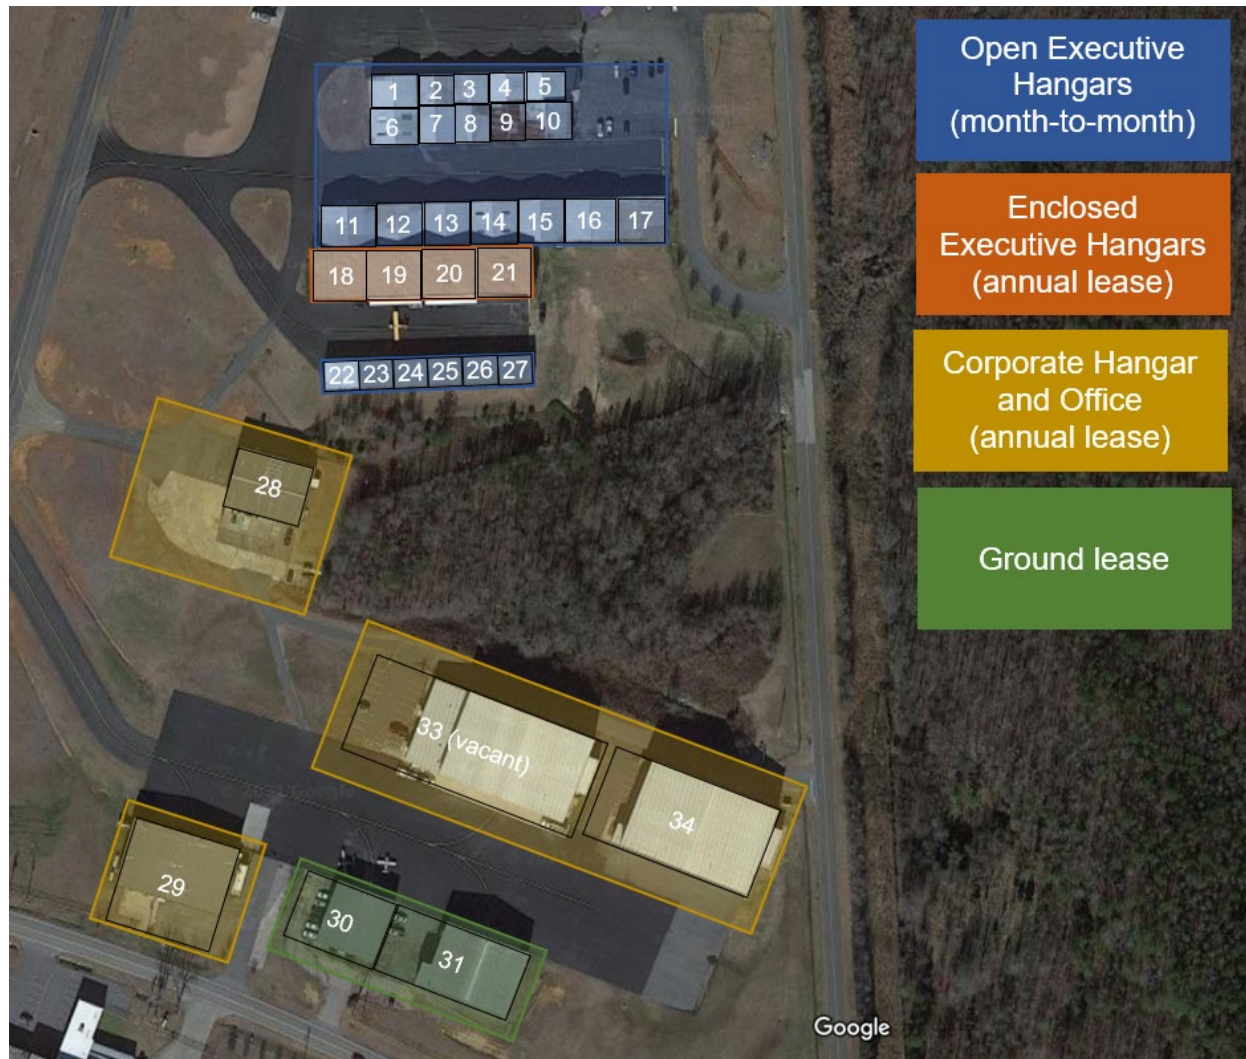 Open Executive
Hangars
(month-to-month)
Enclosed
Executive Hangars
(annual lease)
Corporate Hangar
and Office
(annual lease)
Ground lease
1 2 3 4 5
6 7 8 9 10
11 12 13 14 15 16 17
18 19 20 21
22 23 24 25 26 27
28
33 (vacant)
34
29
30
31
Google